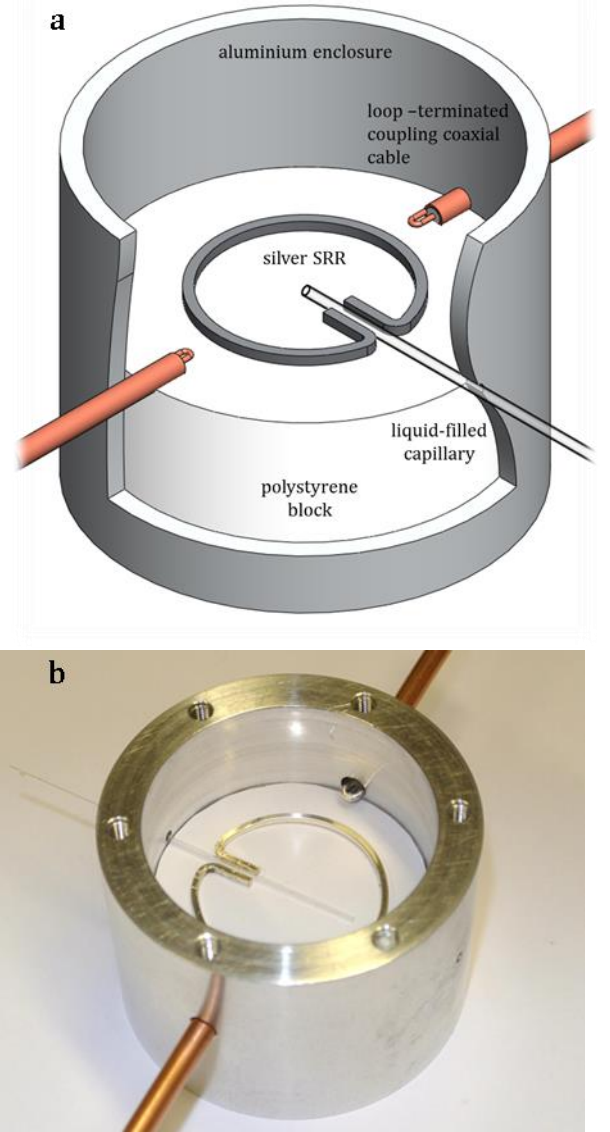 a
aluminium enclosure
loop –terminated
coupling coaxial
cable
silver SRR
liquid-filled
capillary
polystyrene
block
b